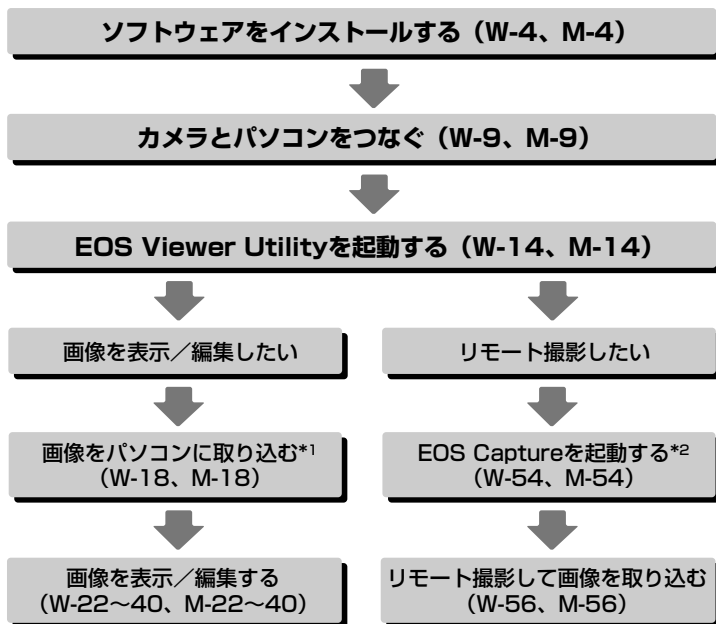 ソフトウェアをインストールする（W-4、M-4）
カメラとパソコンをつなぐ（W-9、M-9）
EOS Viewer Utilityを起動する（W-14、M-14）
画像を表示／編集したい
リモート撮影したい
画像をパソコンに取り込む*1
（W-18、M-18）
EOS Captureを起動する*2
（W-54、M-54）
画像を表示／編集する
（W-22～40、M-22～40）
リモート撮影して画像を取り込む
（W-56、M-56）